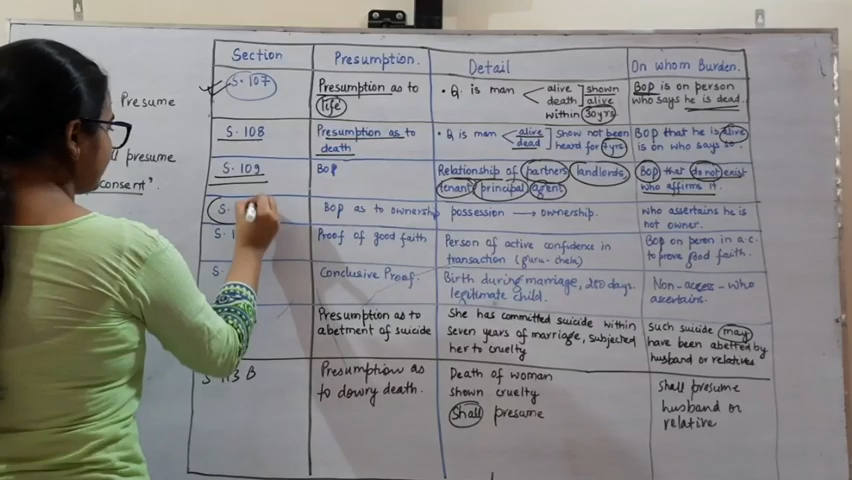 Presume
presume
consent".
Section Presumption. Detail On whom Burden.
S. 107
Presumption as to
life
• Q. is man alive shown
death alive
within 30yrs
BOP is on person
who says he is dead.
S. 108
Presumption as to
death
• Q is man alive show not been
dead heard for 7yrs
BOP that he is alive
is on who says so.
S. 109
BOP
Relationship of partners landlords
tenant principal agent
BOP that do not exist
who affirms it.
S.
BOP as to ownership
possession → ownership.
who ascertains he is
not owner.
S. 1
Proof of good faith
Person of active confidence in
transaction (guru-chela)
BOP on person in a.c.
to prove good faith.
S.
Conclusive Proof.
Birth during marriage, 280 days.
legitimate child.
Non-access - who
ascertains.
Presumption as to
abetment of suicide
She has committed suicide within
seven years of marriage, subjected
her to cruelty
such suicide may
have been abetted by
husband or relatives
B
Presumption as
to dowry death.
Death of woman
shown cruelty
Shall presume
shall presume
husband or
relative